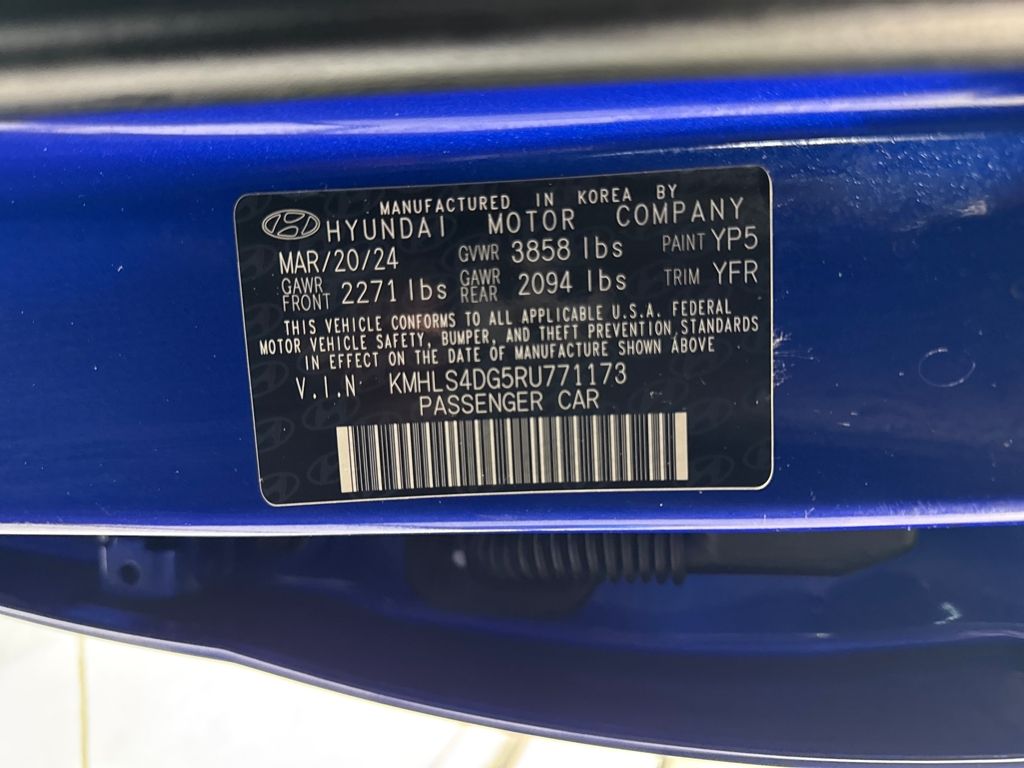 MANUFACTURED IN KOREA BY
HYUNDAI MOTOR COMPANY
MAR/20/24 GVWR 3858 lbs PAINT YP5
GAWR FRONT 2271 lbs GAWR REAR 2094 lbs TRIM YFR
THIS VEHICLE CONFORMS TO ALL APPLICABLE U.S.A. FEDERAL
MOTOR VEHICLE SAFETY, BUMPER, AND THEFT PREVENTION STANDARDS
IN EFFECT ON THE DATE OF MANUFACTURE SHOWN ABOVE
V.I.N KMHLS4DG5RU771173
PASSENGER CAR